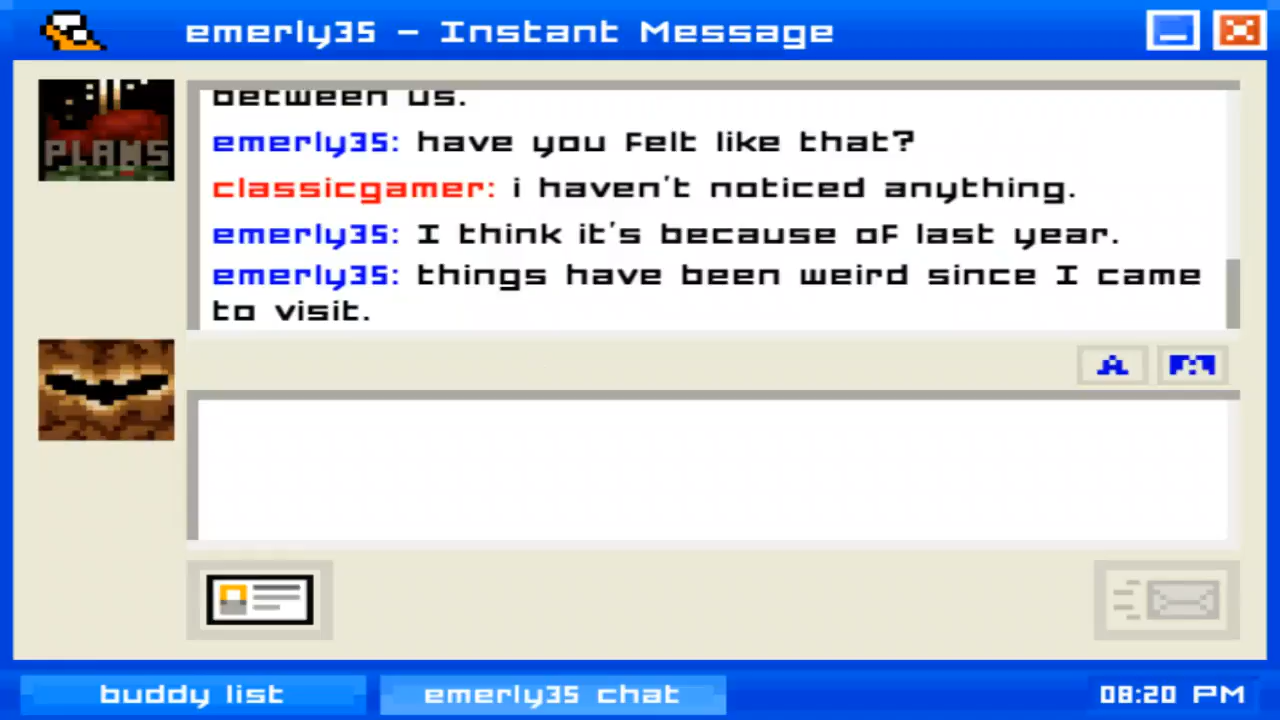 emerly35 - Instant Message
between us.
emerly35: have you felt like that?
classicgamer: i haven't noticed anything.
emerly35: I think it's because of last year.
emerly35: things have been weird since I came
to visit.
PLANS
A
buddy list
emerly35 chat
08:20 PM